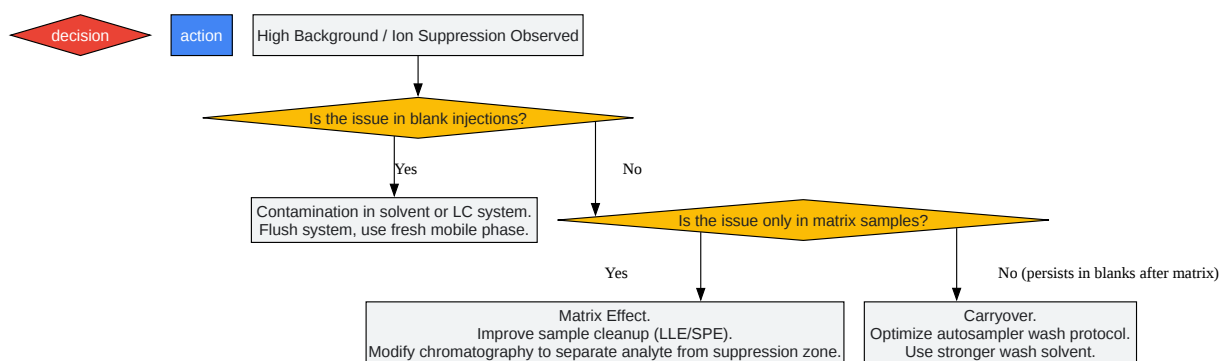 decision
action
High Background / Ion Suppression Observed
Is the issue in blank injections?
Yes
No
Contamination in solvent or LC system.
Flush system, use fresh mobile phase.
Is the issue only in matrix samples?
Yes
No (persists in blanks after matrix)
Matrix Effect.
Improve sample cleanup (LLE/SPE).
Modify chromatography to separate analyte from suppression zone.
Carryover.
Optimize autosampler wash protocol.
Use stronger wash solvent.